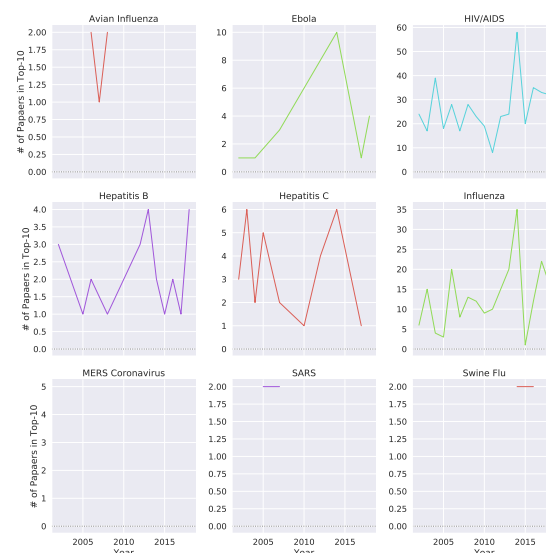 Avian Influenza Ebola HIV/AIDS
2.00 1.75 1.50 1.25 1.00 0.75 0.50 0.25 0.00
# of Papaers in Top-10
10 8 6 4 2 0
60 50 40 30 20 10 0
Hepatitis B Hepatitis C Influenza
4.0 3.5 3.0 2.5 2.0 1.5 1.0 0.5 0.0
# of Papaers in Top-10
6 5 4 3 2 1 0
35 30 25 20 15 10 5 0
MERS Coronavirus SARS Swine Flu
5 4 3 2 1 0
# of Papaers in Top-10
2.00 1.75 1.50 1.25 1.00 0.75 0.50 0.25 0.00
2.00 1.75 1.50 1.25 1.00 0.75 0.50 0.25 0.00
2005 2010 2015 2005 2010 2015 2005 2010 2015
Year Year Year